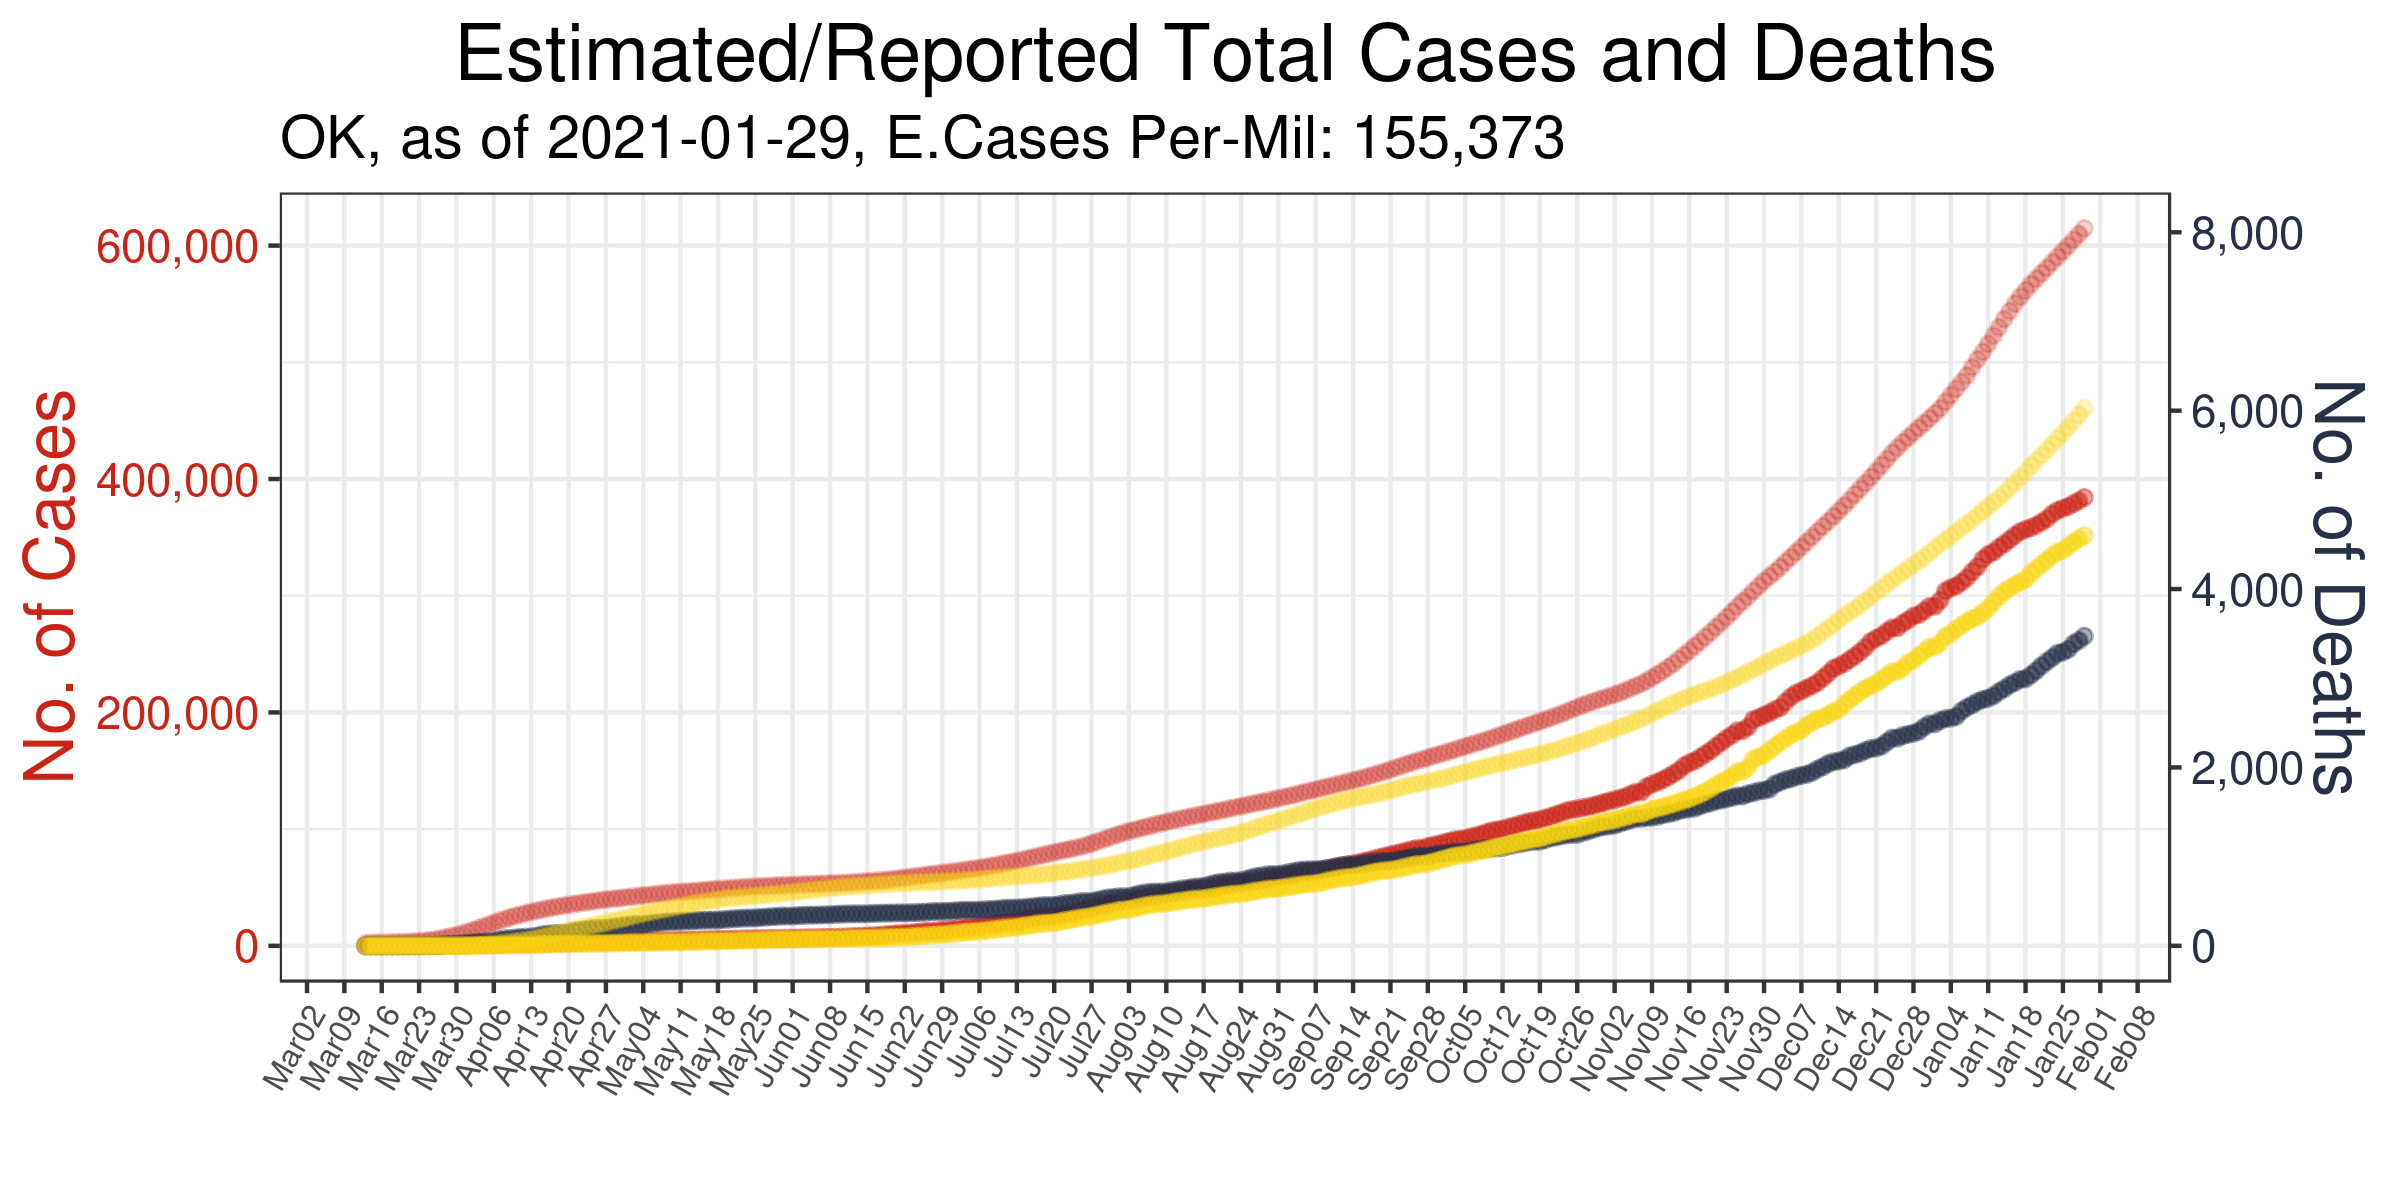 Estimated/Reported Total Cases and Deaths
OK, as of 2021-01-29, E.Cases Per-Mil: 155,373
No. of Cases
600,000
400,000
200,000
0
8,000
6,000
4,000
2,000
0
No. of Deaths
Mar02
Mar09
Mar16
Mar23
Mar30
Apr06
Apr13
Apr20
Apr27
May04
May11
May18
May25
Jun01
Jun08
Jun15
Jun22
Jun29
Jul06
Jul13
Jul20
Jul27
Aug03
Aug10
Aug17
Aug24
Aug31
Sep07
Sep14
Sep21
Sep28
Oct05
Oct12
Oct19
Oct26
Nov02
Nov09
Nov16
Nov23
Nov30
Dec07
Dec14
Dec21
Dec28
Jan04
Jan11
Jan18
Jan25
Feb01
Feb08